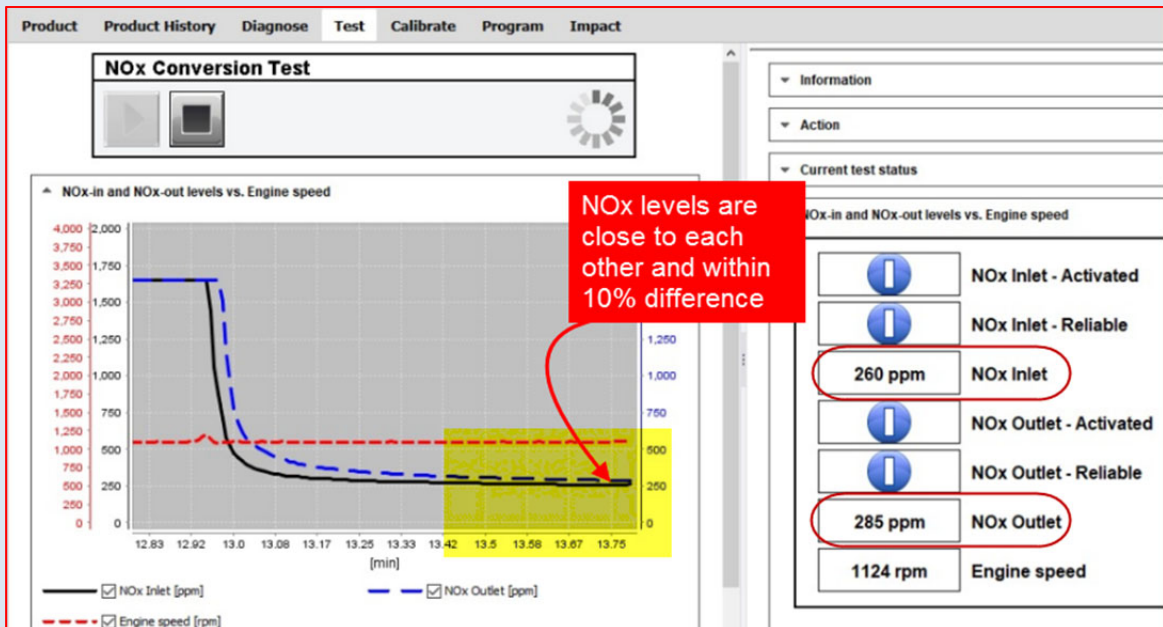 Product Product History Diagnose Test Calibrate Program Impact
NOx Conversion Test
NOx-in and NOx-out levels vs. Engine speed
4,000 2,000
3,750
3,500 1,750
3,250
3,000 1,500
2,750
2,500 1,250 1,250
2,250
2,000 1,000 1,000
1,750
1,500 750 750
1,250
1,000 500 500
750
500 250 250
250
0 0 0
12.83 12.92 13.0 13.08 13.17 13.25 13.33 13.42 13.5 13.58 13.67 13.75
[min]
NOx Inlet [ppm] NOx Outlet [ppm]
Engine speed [rpm]
NOx levels are
close to each
other and within
10% difference
Information
Action
Current test status
NOx-in and NOx-out levels vs. Engine speed
NOx Inlet - Activated
NOx Inlet - Reliable
260 ppm NOx Inlet
NOx Outlet - Activated
NOx Outlet - Reliable
285 ppm NOx Outlet
1124 rpm Engine speed